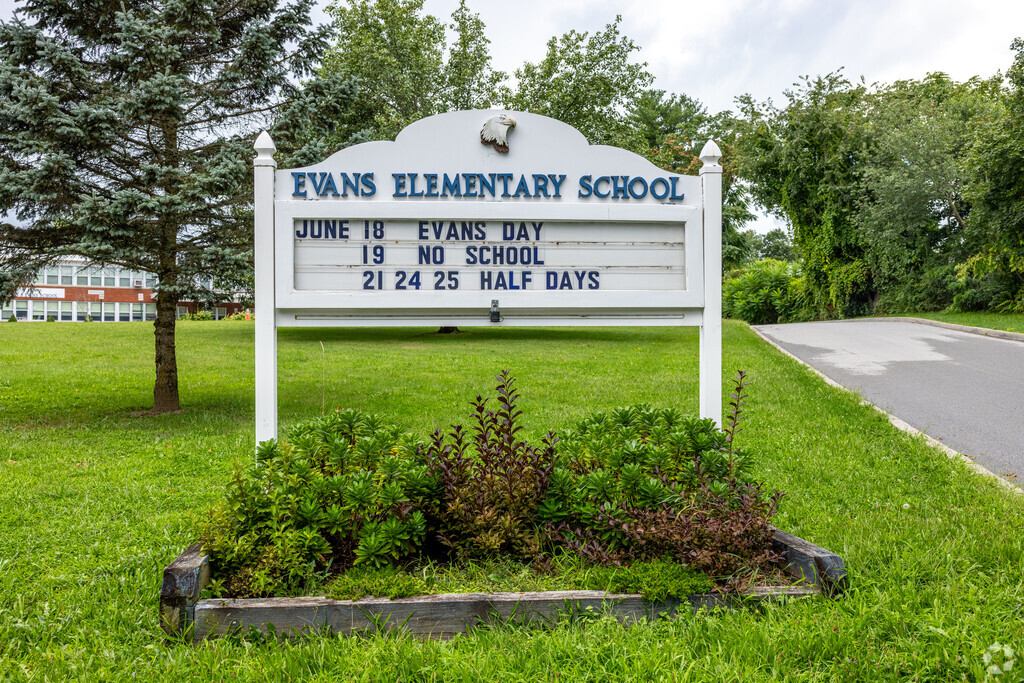 EVANS ELEMENTARY SCHOOL
JUNE 18 EVANS DAY
19 NO SCHOOL
21 24 25 HALF DAYS